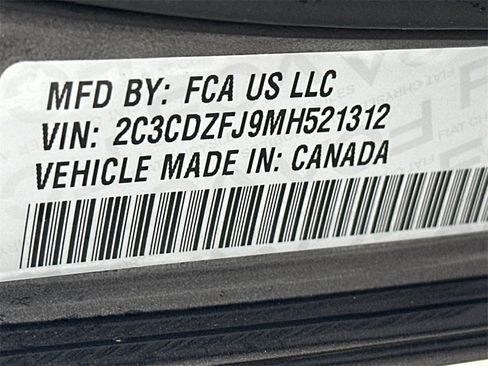 MFD BY: FCA US LLC
VIN: 2C3CDZFJ9MH521312
VEHICLE MADE IN: CANADA